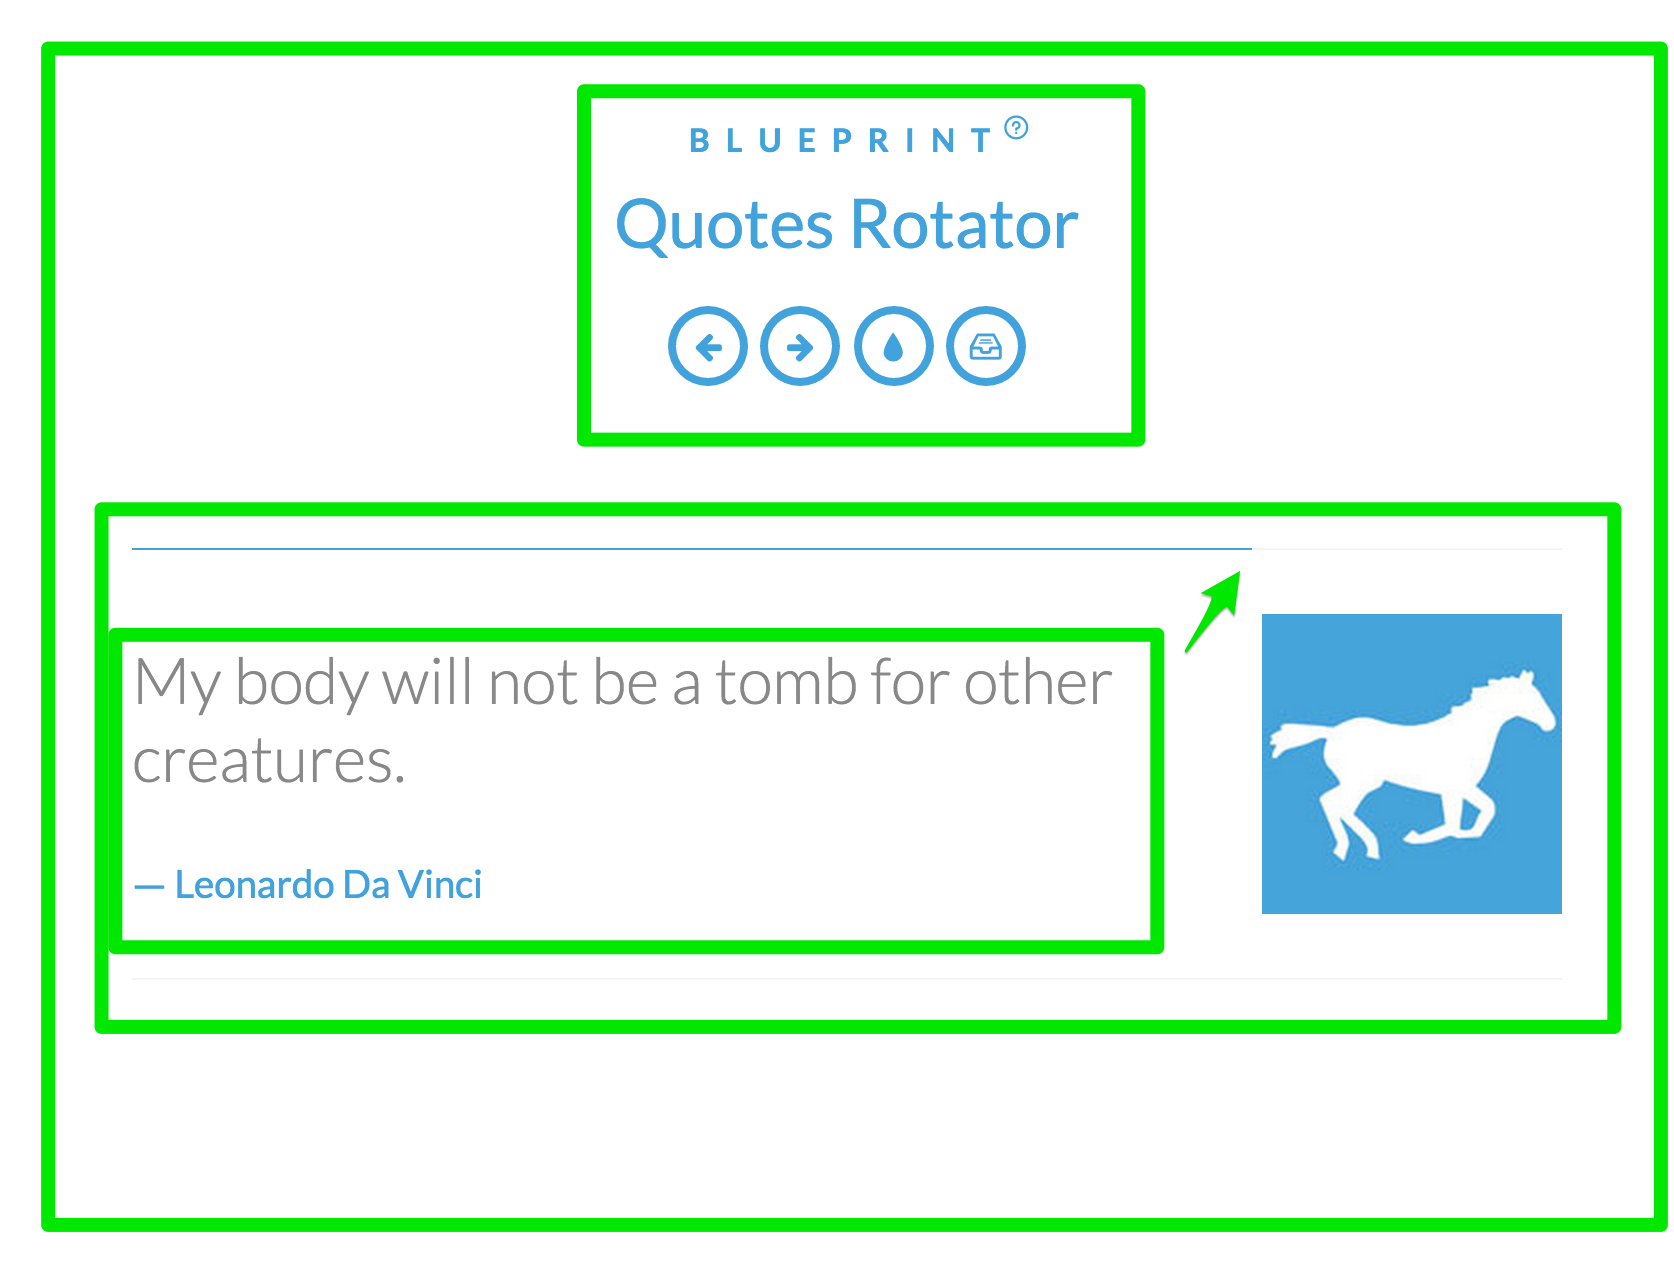 BLUEPRINT ?
Quotes Rotator
My body will not be a tomb for other
creatures.
— Leonardo Da Vinci